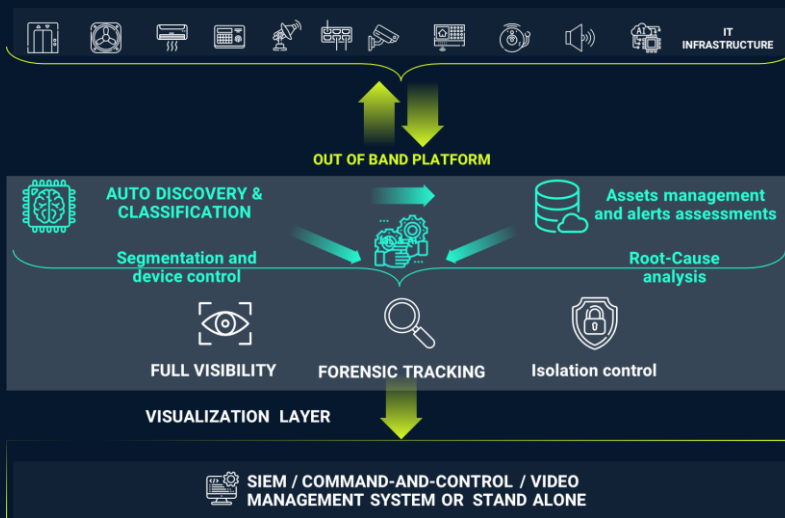 IT
INFRASTRUCTURE
AI
OUT OF BAND PLATFORM
AUTO DISCOVERY &
CLASSIFICATION
Assets management
and alerts assessments
Segmentation and
device control
Root-Cause
analysis
FULL VISIBILITY
FORENSIC TRACKING
Isolation control
VISUALIZATION LAYER
SIEM / COMMAND-AND-CONTROL / VIDEO
MANAGEMENT SYSTEM OR STAND ALONE